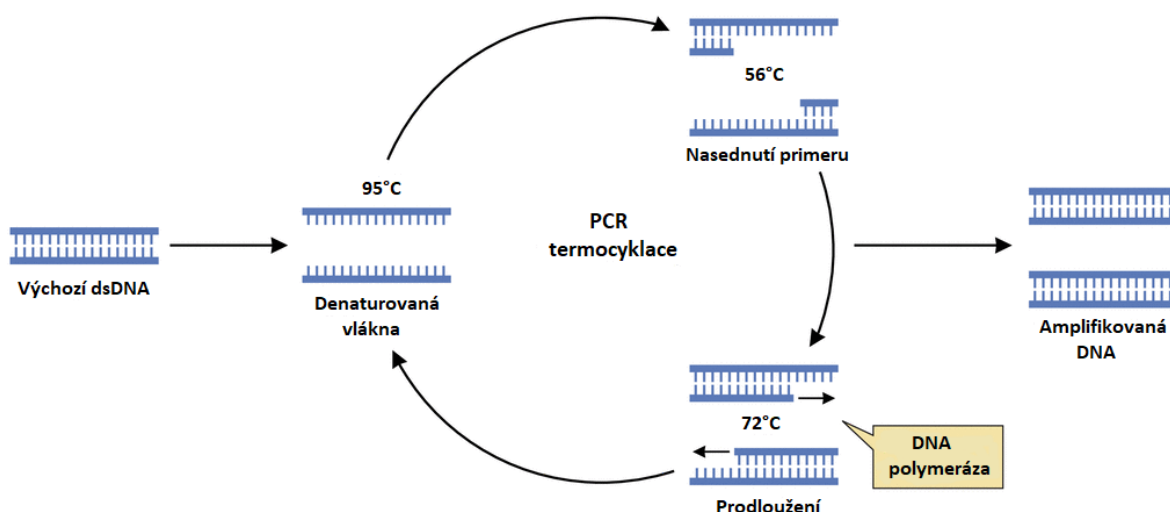 Výchozí dsDNA
95°C
Denaturovaná
vlákna
PCR
termocyklace
56°C
Nasednutí primeru
72°C
Prodloužení
DNA
polymeráza
Amplifikovaná
DNA